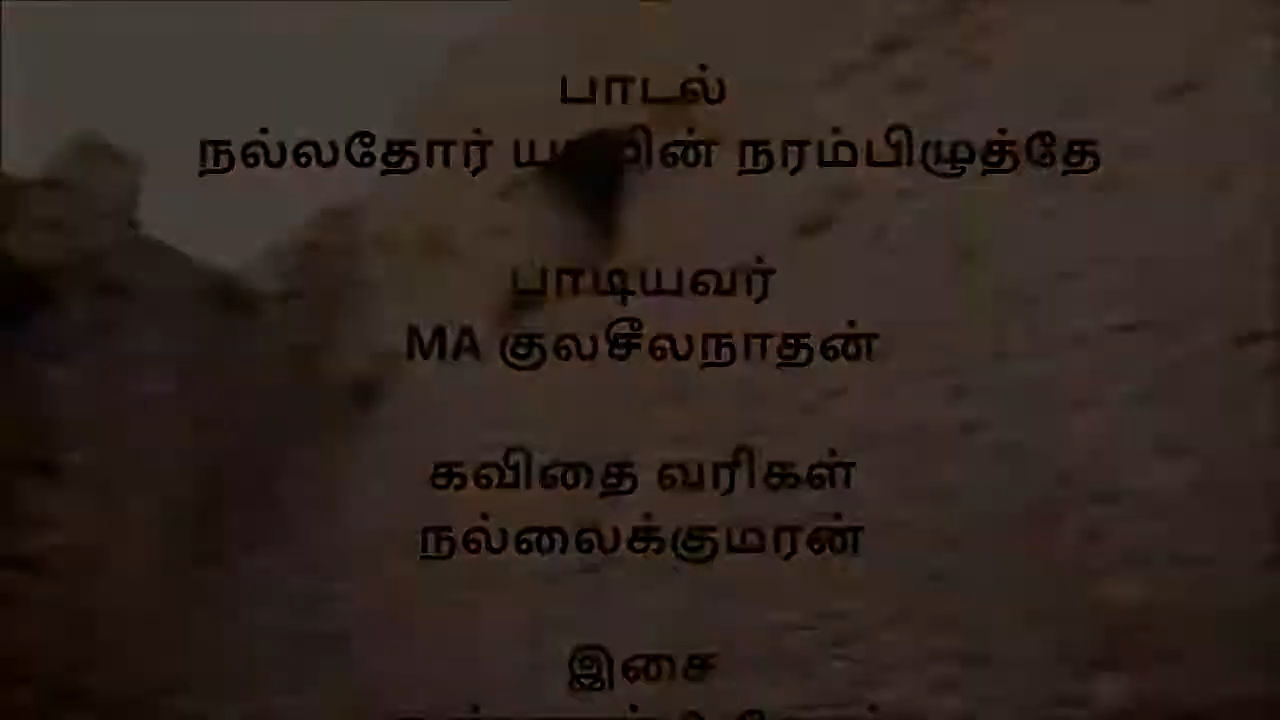 பாடல்
நல்லதோர் யாழின் நரம்பிழுத்தே
பாடியவர்
MA குலசீலநாதன்
கவிதை வரிகள்
நல்லைக்குமரன்
இசை